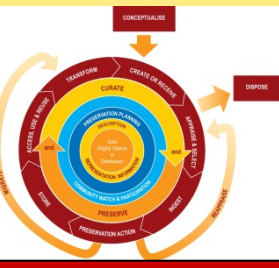 CONCEPTUALISE
DISPOSE
TRANSFORM
CREATE OR RECEIVE
APPRAISE & SELECT
INGEST
PRESERVATION ACTION
STORE
ACCESS, USE & REUSE
MIGRATE
REAPPRAISE
CURATE
and
and
PRESERVE
PRESERVATION PLANNING
COMMUNITY WATCH & PARTICIPATION
DESCRIPTION
REPRESENTATION INFORMATION
Data
(Digital Objects
Databases)